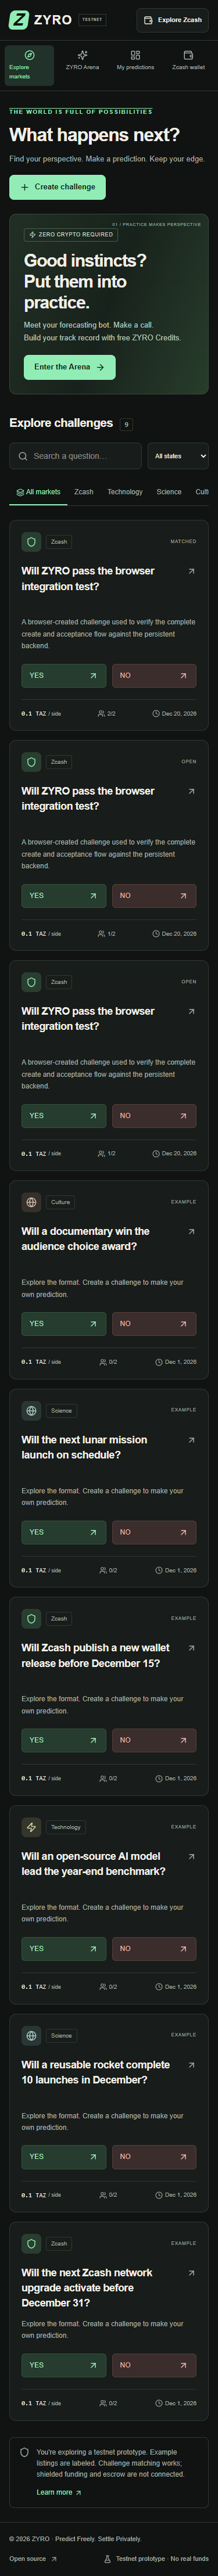 ZYRO
TESTNET
Explore Zcash
Explore
markets
ZYRO Arena
My predictions
Zcash wallet
THE WORLD IS FULL OF POSSIBILITIES
What happens next?
Find your perspective. Make a prediction. Keep your edge.
+ Create challenge
01 / PRACTICE MAKES PERSPECTIVE
ZERO CRYPTO REQUIRED
Good instincts?
Put them into
practice.
Meet your forecasting bot. Make a call.
Build your track record with free ZYRO Credits.
Enter the Arena
Explore challenges 9
Search a question...
All states
All markets Zcash Technology Science Cult
Zcash MATCHED
Will ZYRO pass the browser
integration test?
A browser-created challenge used to verify the complete
create and acceptance flow against the persistent
backend.
YES NO
0.1 TAZ / side 2/2 Dec 20, 2026
Zcash OPEN
Will ZYRO pass the browser
integration test?
A browser-created challenge used to verify the complete
create and acceptance flow against the persistent
backend.
YES NO
0.1 TAZ / side 1/2 Dec 20, 2026
Zcash OPEN
Will ZYRO pass the browser
integration test?
A browser-created challenge used to verify the complete
create and acceptance flow against the persistent
backend.
YES NO
0.1 TAZ / side 1/2 Dec 20, 2026
Culture EXAMPLE
Will a documentary win the
audience choice award?
Explore the format. Create a challenge to make your
own prediction.
YES NO
0.1 TAZ / side 0/2 Dec 1, 2026
Science EXAMPLE
Will the next lunar mission
launch on schedule?
Explore the format. Create a challenge to make your
own prediction.
YES NO
0.1 TAZ / side 0/2 Dec 1, 2026
Zcash EXAMPLE
Will Zcash publish a new wallet
release before December 15?
Explore the format. Create a challenge to make your
own prediction.
YES NO
0.1 TAZ / side 0/2 Dec 1, 2026
Technology EXAMPLE
Will an open-source AI model
lead the year-end benchmark?
Explore the format. Create a challenge to make your
own prediction.
YES NO
0.1 TAZ / side 0/2 Dec 1, 2026
Science EXAMPLE
Will a reusable rocket complete
10 launches in December?
Explore the format. Create a challenge to make your
own prediction.
YES NO
0.1 TAZ / side 0/2 Dec 1, 2026
Zcash EXAMPLE
Will the next Zcash network
upgrade activate before
December 31?
Explore the format. Create a challenge to make your
own prediction.
YES NO
0.1 TAZ / side 0/2 Dec 1, 2026
You're exploring a testnet prototype. Example
listings are labeled. Challenge matching works;
shielded funding and escrow are not connected.
Learn more
© 2026 ZYRO · Predict Freely. Settle Privately.
Open source Testnet prototype · No real funds